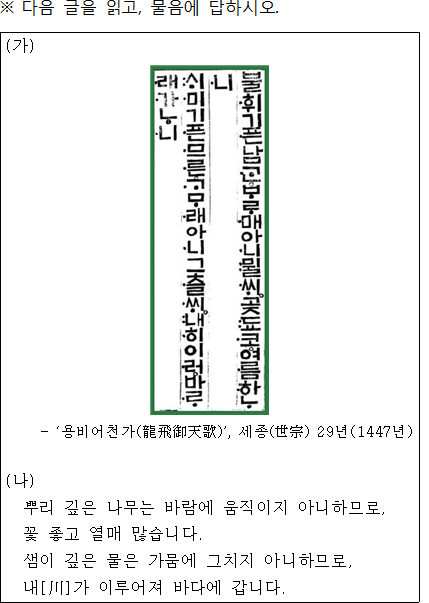 ※ 다음 글을 읽고, 물음에 답하시오.
(가)
불휘기픈남ᄀᆞᆫᄇᆞᄅᆞ매아니뮐ᄊᆡ。곶됴코여름하ᄂᆞ
니
ᄉᆡ미기픈므른ᄀᆞᄆᆞ래아니그츨ᄊᆡ。내히이러바ᄅᆞ
래가ᄂᆞ니
- ‘용비어천가(龍飛御天歌)’, 세종(世宗) 29년(1447년)
(나)
뿌리 깊은 나무는 바람에 움직이지 아니하므로,
꽃 좋고 열매 많습니다.
샘이 깊은 물은 가뭄에 그치지 아니하므로,
내[川]가 이루어져 바다에 갑니다.